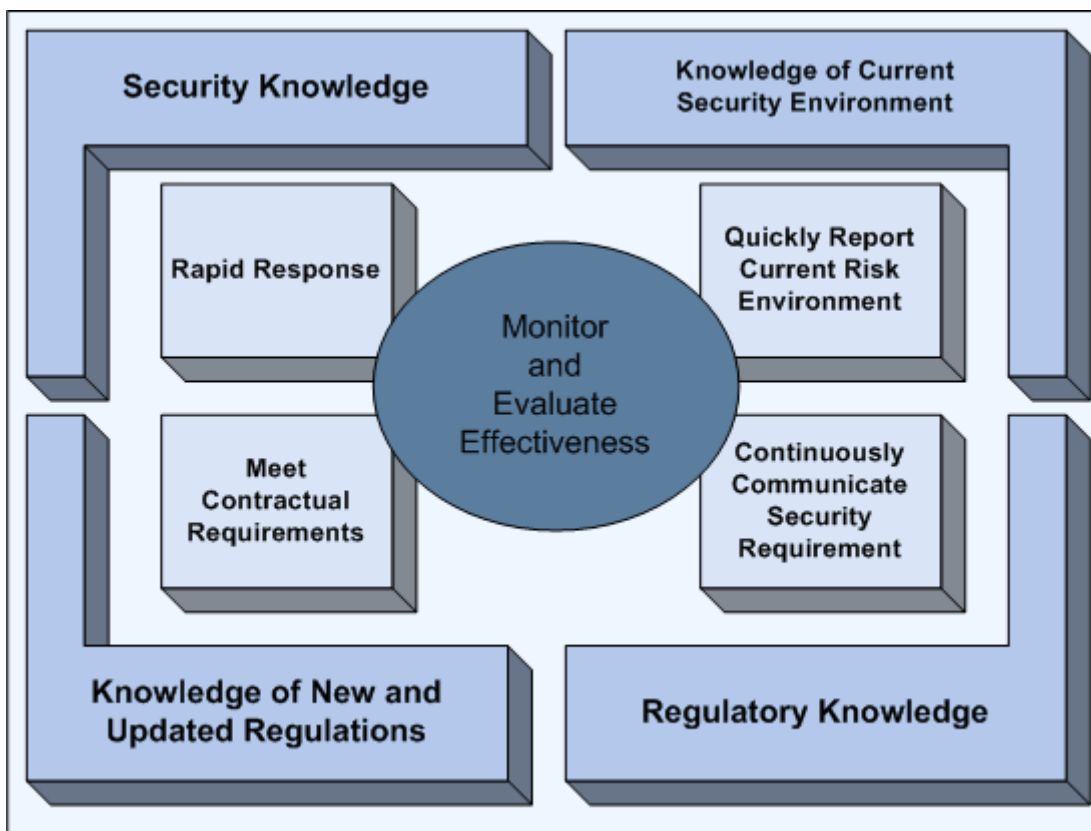 Security Knowledge
Knowledge of Current
Security Environment
Rapid Response
Quickly Report
Current Risk
Environment
Monitor
and
Evaluate
Effectiveness
Meet
Contractual
Requirements
Continuously
Communicate
Security
Requirement
Knowledge of New and
Updated Regulations
Regulatory Knowledge